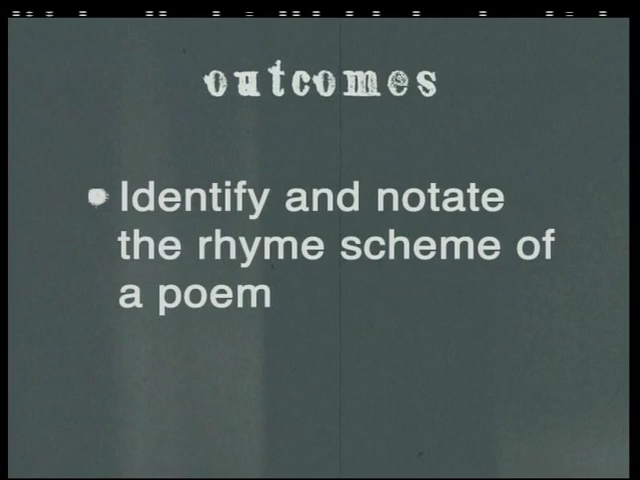 outcomes
Identify and notate
the rhyme scheme of
a poem